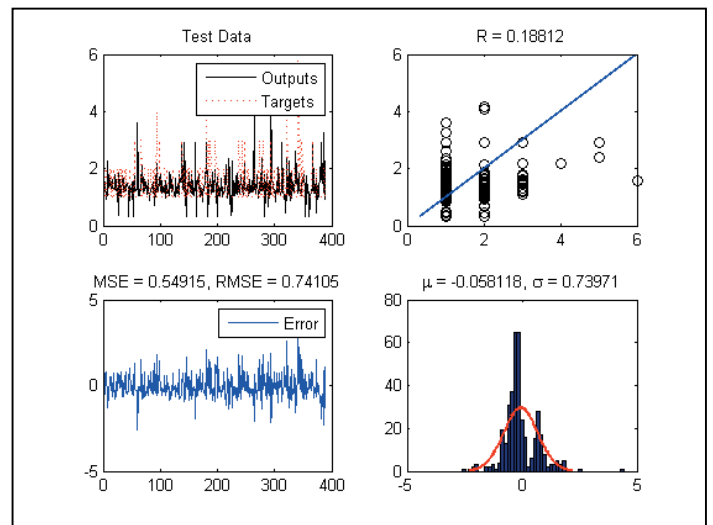 Test Data
6
4
2
0
Outputs
Targets
0 100 200 300 400
R = 0.18812
6
4
2
0
0 2 4 6
MSE = 0.54915, RMSE = 0.74105
5
0
-5
Error
0 100 200 300 400
μ = -0.058118, σ = 0.73971
80
60
40
20
0
-5 0 5